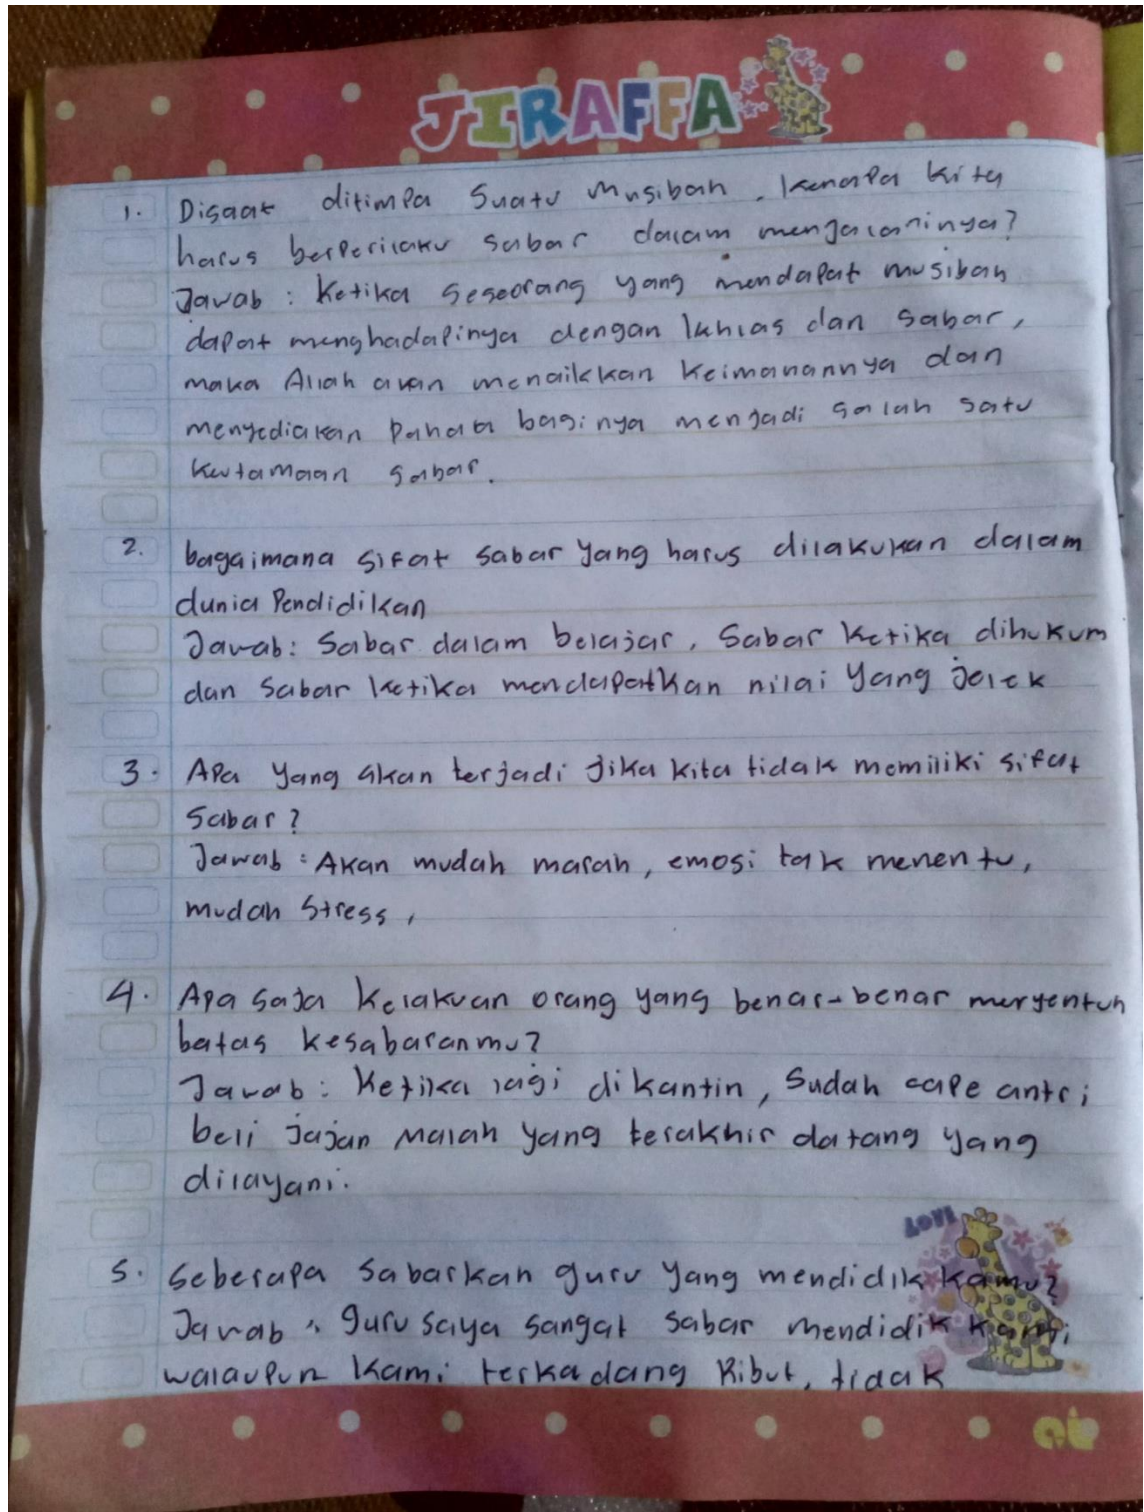 JIRAFFA
1. Disaat ditimpa suatu musibah, kenapa kita
harus berperilaku sabar dalam menjalaninya?
Jawab : Ketika seseorang yang mendapat musibah
dapat menghadapinya dengan Ikhlas dan sabar,
maka Allah akan menaikkan keimanannya dan
menyediakan pahala baginya menjadi salah satu
keutamaan sabar.
2. bagaimana sifat sabar yang harus dilakukan dalam
dunia Pendidikan
Jawab : Sabar dalam belajar, Sabar ketika dihukum
dan sabar ketika mendapatkan nilai yang jelek
3. Apa yang akan terjadi jika kita tidak memiliki sifat
Sabar?
Jawab : Akan mudah marah, emosi tak menentu,
mudah stress,
4. Apa saja kelakuan orang yang benar-benar menyentuh
batas kesabaranmu?
Jawab : Ketika lagi dikantin, Sudah cape antri
beli jajan malah yang terakhir datang yang
dilayani.
LOVE
5. Seberapa sabarkah guru yang mendidik kamu?
Jawab : guru saya sangat sabar mendidik kami
walaupun kami terkadang Ribut, tidak